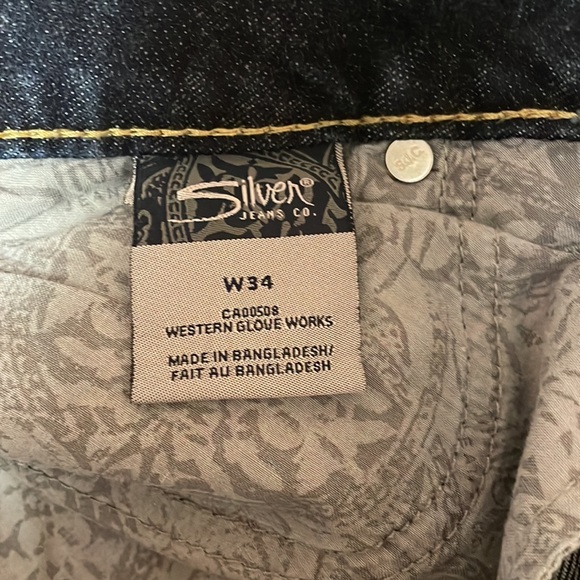 Silver®
JEANS CO.
W34
CA00508
WESTERN GLOVE WORKS
MADE IN BANGLADESH/
FAIT AU BANGLADESH